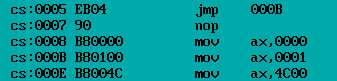 cs:0005 EB04 jmp 000B
cs:0007 90 nop
cs:0008 B80000 mov ax,0000
cs:000B B80100 mov ax,0001
cs:000E B8004C mov ax,4C00